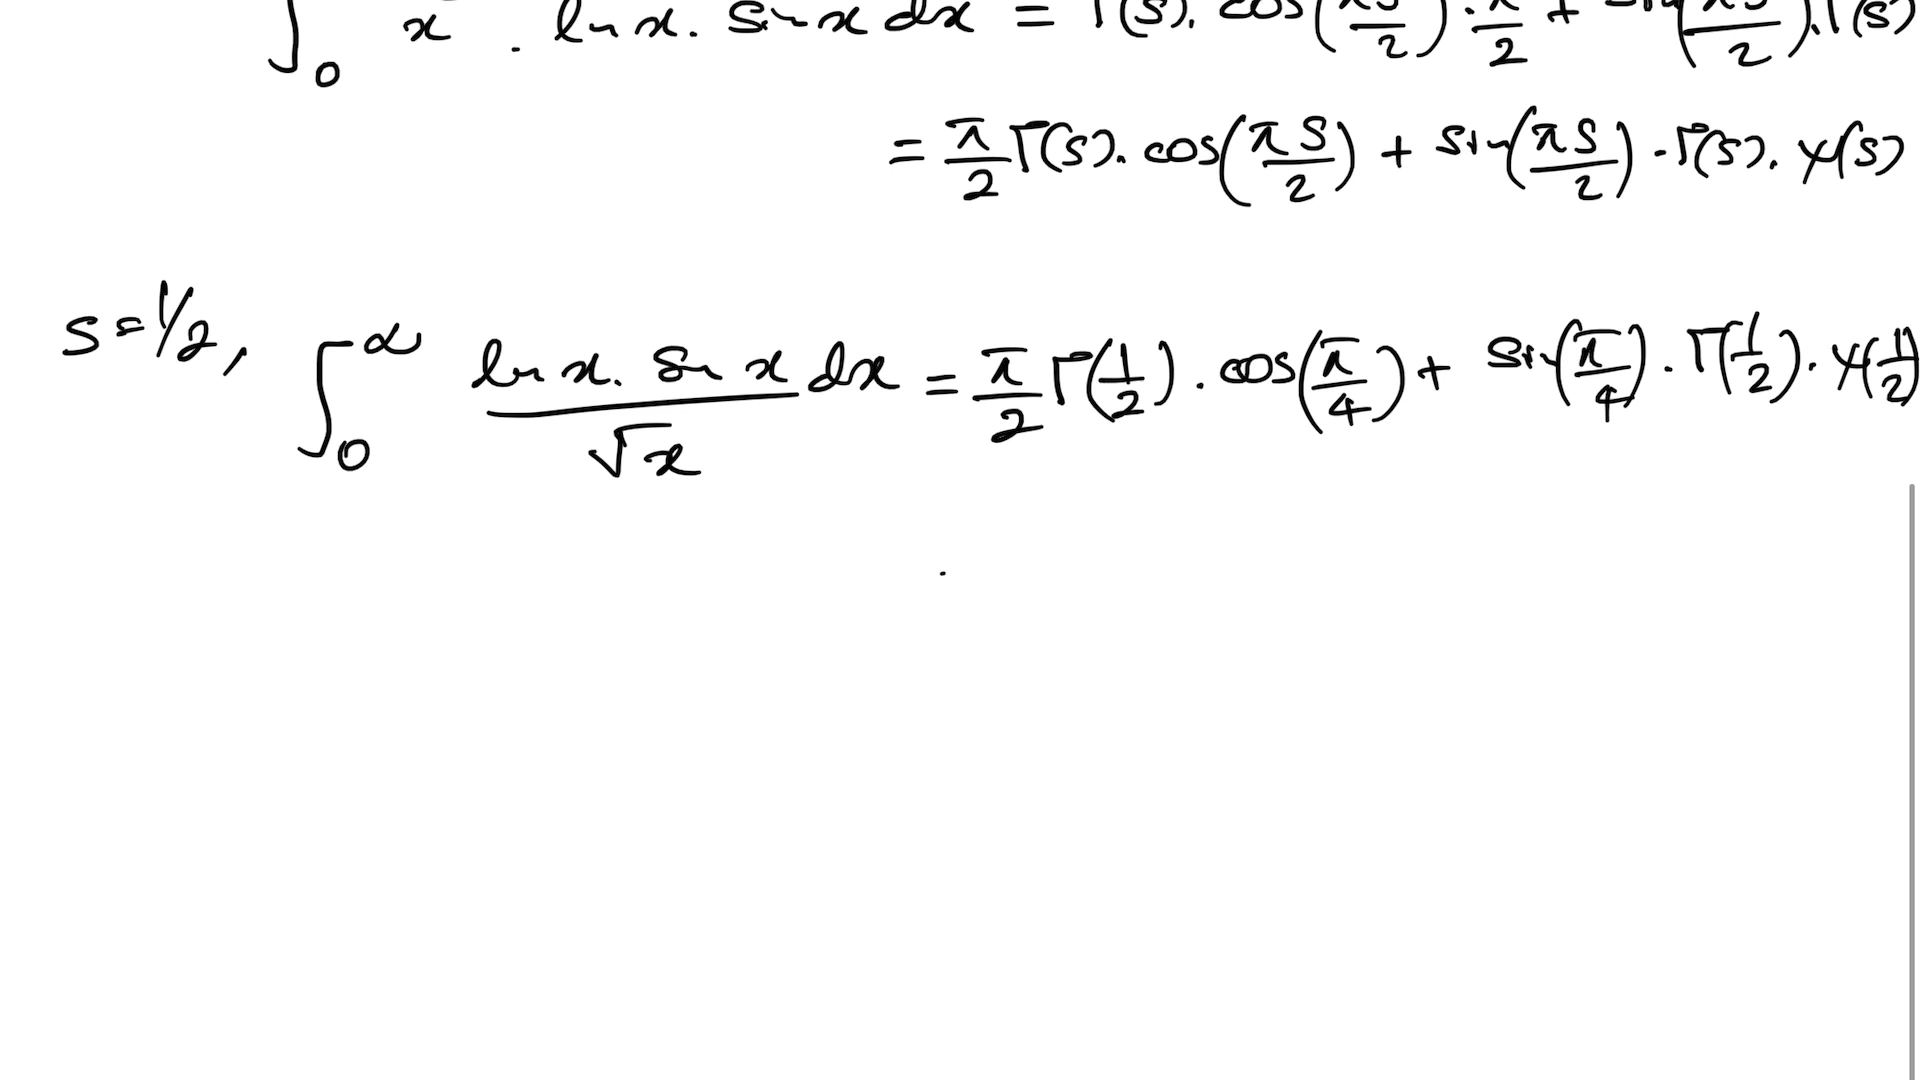 ∫₀ x . ln x. sin x dx = Γ(s). cos(πs/2). π/2 + sin(πs/2). Γ(s)
= π/2 Γ(s). cos(πs/2) + sin(πs/2) . Γ(s). ψ(s)
s = 1/2, ∫₀^∞ ln x. sin x / √x dx = π/2 Γ(1/2) . cos(π/4) + sin(π/4) . Γ(1/2). ψ(1/2)